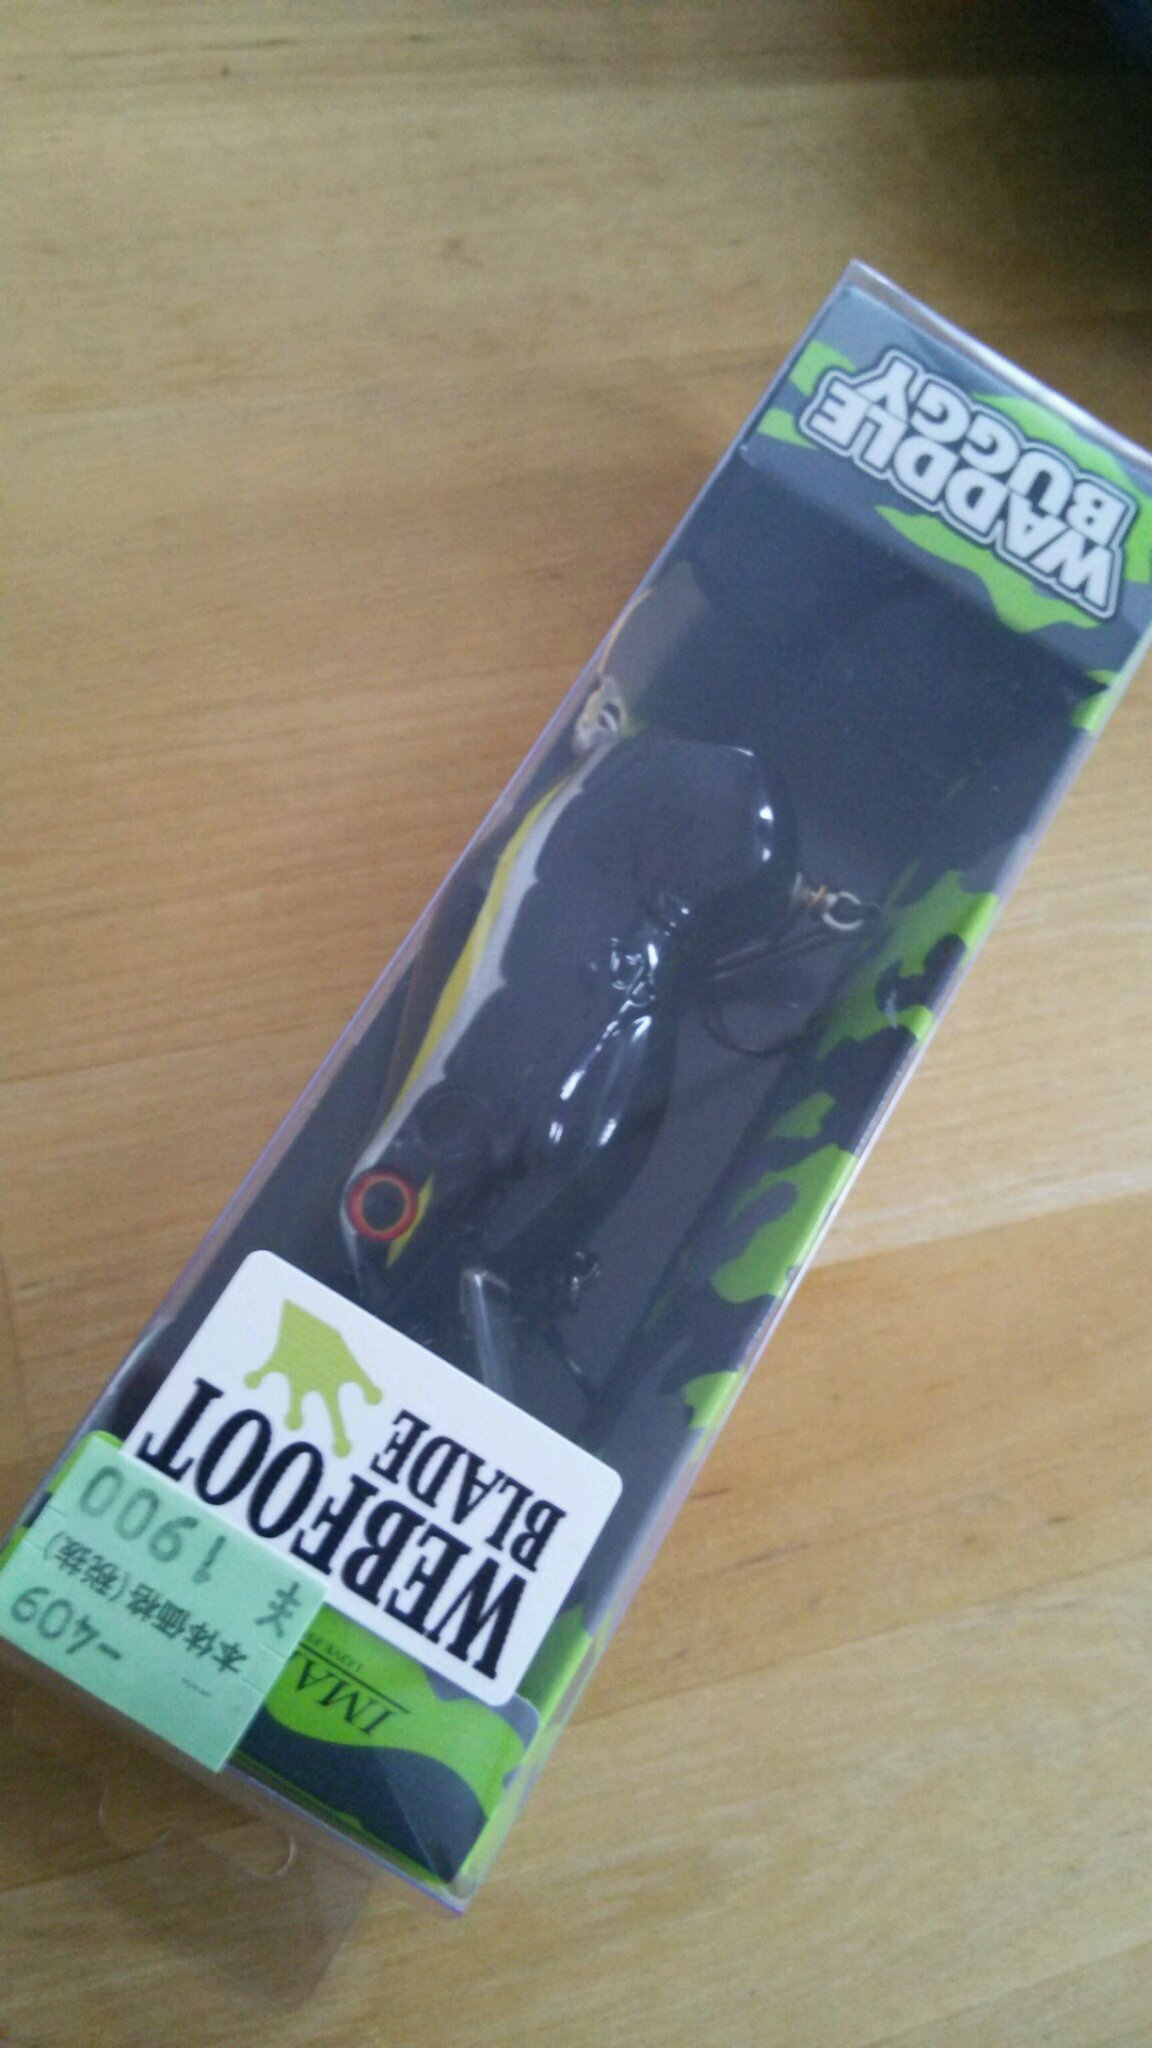 IMA
-409
本体価格(税抜)
¥1900
WEBFOOT
BLADE
WADDLE
BUGGY